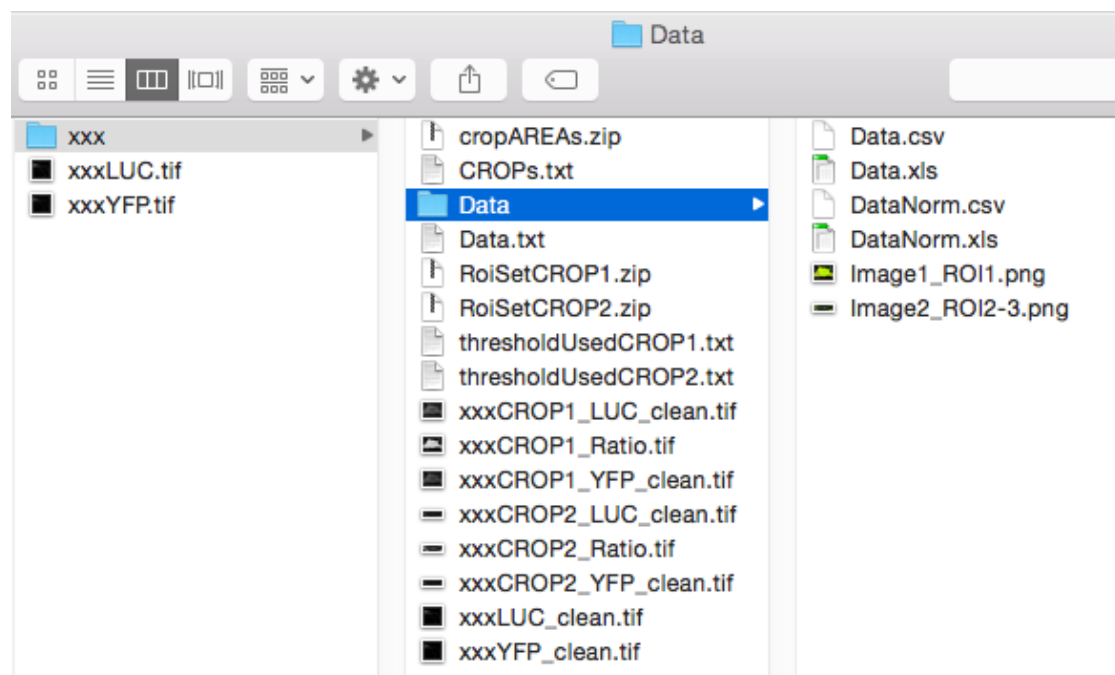 Data
xxx
xxxLUC.tif
xxxYFP.tif
cropAREAs.zip
CROPs.txt
Data
Data.txt
RoiSetCROP1.zip
RoiSetCROP2.zip
thresholdUsedCROP1.txt
thresholdUsedCROP2.txt
xxxCROP1_LUC_clean.tif
xxxCROP1_Ratio.tif
xxxCROP1_YFP_clean.tif
xxxCROP2_LUC_clean.tif
xxxCROP2_Ratio.tif
xxxCROP2_YFP_clean.tif
xxxLUC_clean.tif
xxxYFP_clean.tif
Data.csv
Data.xls
DataNorm.csv
DataNorm.xls
Image1_ROI1.png
Image2_ROI2-3.png